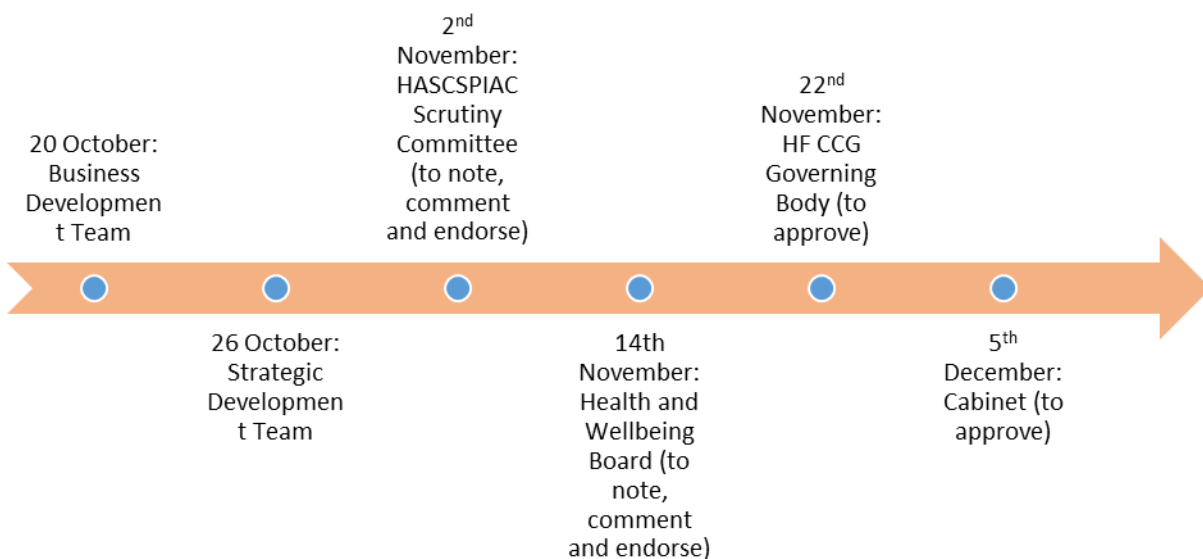 20 October:
Business
Developmen
t Team
26 October:
Strategic
Developmen
t Team
2nd
November:
HASCSPIAC
Scrutiny
Committee
(to note,
comment
and endorse)
14th
November:
Health and
Wellbeing
Board (to
note,
comment
and endorse)
22nd
November:
HF CCG
Governing
Body (to
approve)
5th
December:
Cabinet (to
approve)